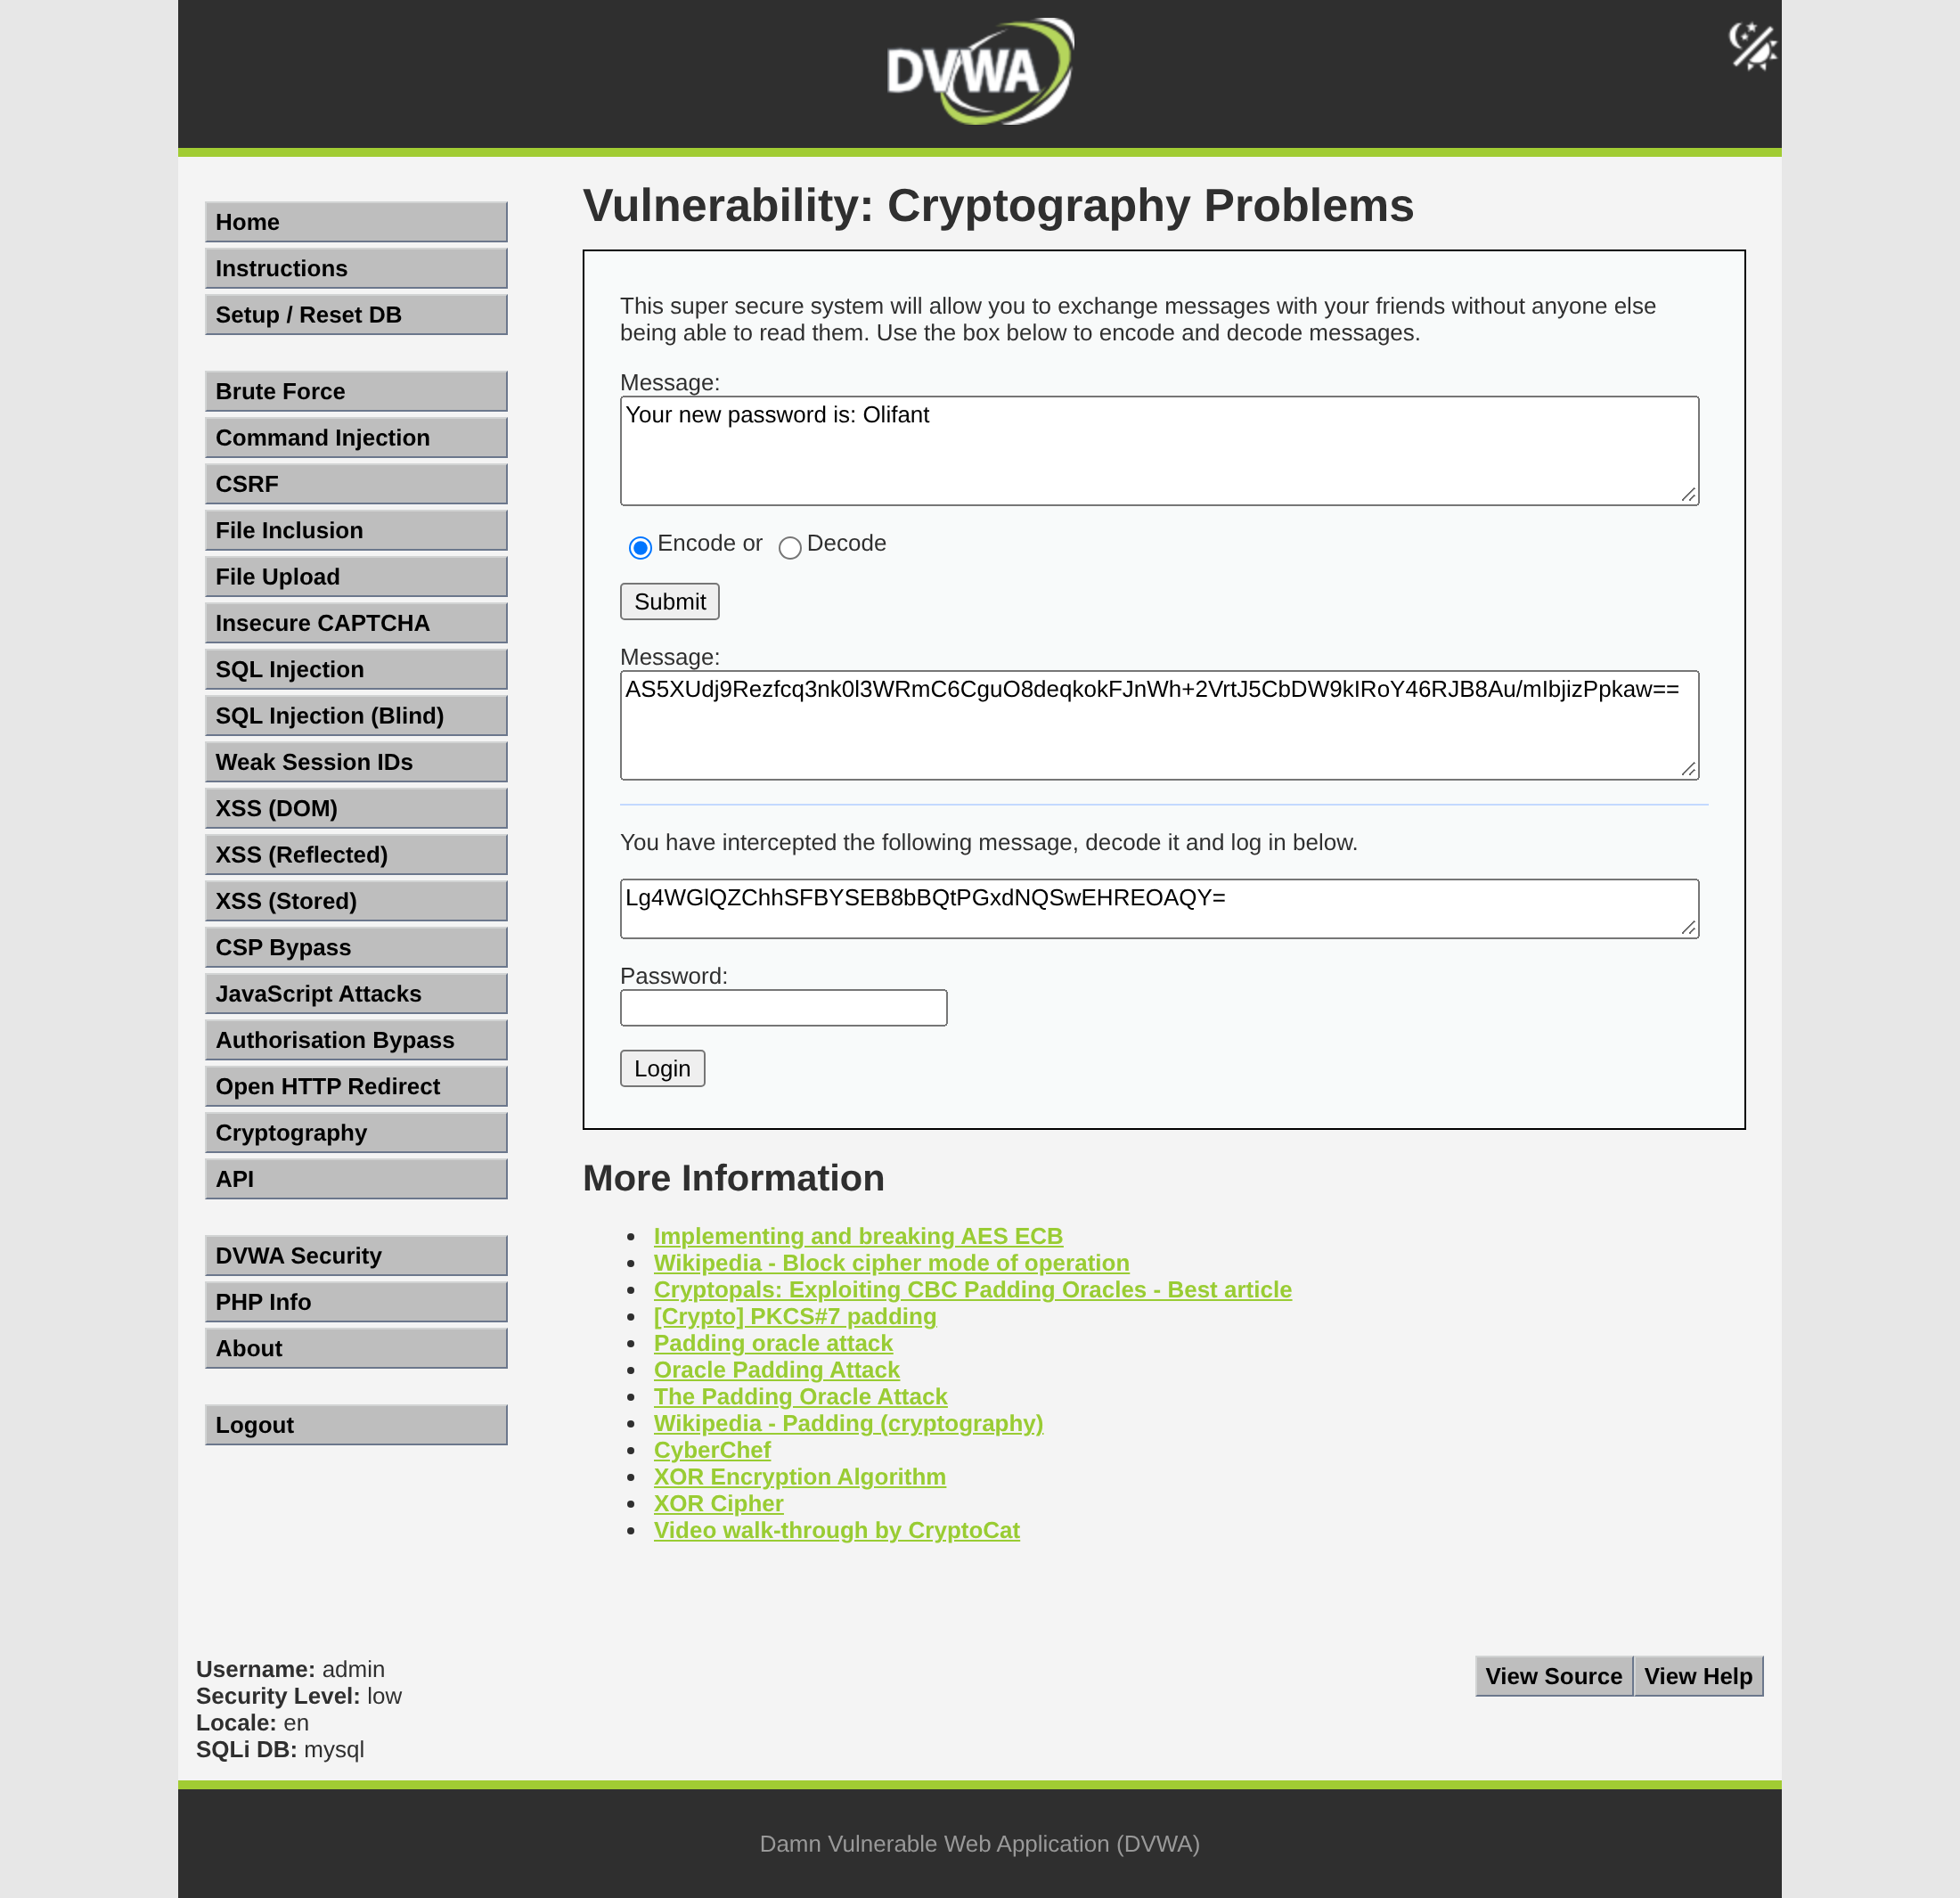 DVWA
Vulnerability: Cryptography Problems
Home
Instructions
Setup / Reset DB
Brute Force
Command Injection
CSRF
File Inclusion
File Upload
Insecure CAPTCHA
SQL Injection
SQL Injection (Blind)
Weak Session IDs
XSS (DOM)
XSS (Reflected)
XSS (Stored)
CSP Bypass
JavaScript Attacks
Authorisation Bypass
Open HTTP Redirect
Cryptography
API
DVWA Security
PHP Info
About
Logout
This super secure system will allow you to exchange messages with your friends without anyone else
being able to read them. Use the box below to encode and decode messages.
Message:
Your new password is: Olifant
Encode or Decode
Submit
Message:
AS5XUdj9Rezfcq3nk0l3WRmC6CguO8deqkokFJnWh+2VrtJ5CbDW9kIRoY46RJB8Au/mIbjizPpkaw==
You have intercepted the following message, decode it and log in below.
Lg4WGlQZChhSFBYSEB8bBQtPGxdNQSwEHREOAQY=
Password:
Login
More Information
Implementing and breaking AES ECB
Wikipedia - Block cipher mode of operation
Cryptopals: Exploiting CBC Padding Oracles - Best article
[Crypto] PKCS#7 padding
Padding oracle attack
Oracle Padding Attack
The Padding Oracle Attack
Wikipedia - Padding (cryptography)
CyberChef
XOR Encryption Algorithm
XOR Cipher
Video walk-through by CryptoCat
Username: admin
Security Level: low
Locale: en
SQLi DB: mysql
View Source View Help
Damn Vulnerable Web Application (DVWA)